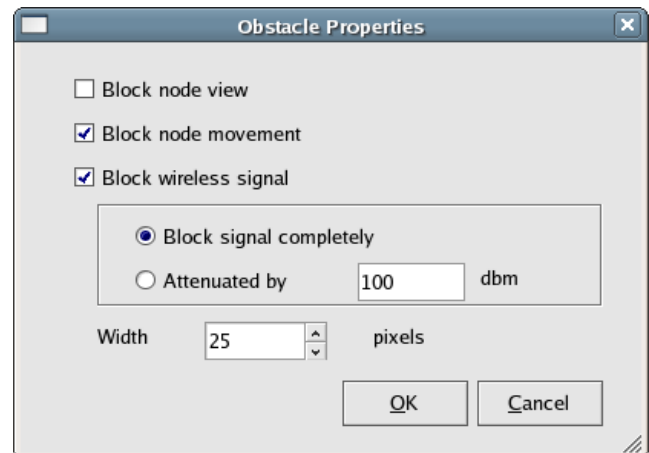 Obstacle Properties
Block node view
Block node movement
Block wireless signal
Block signal completely
Attenuated by 100 dbm
Width 25 pixels
OK Cancel